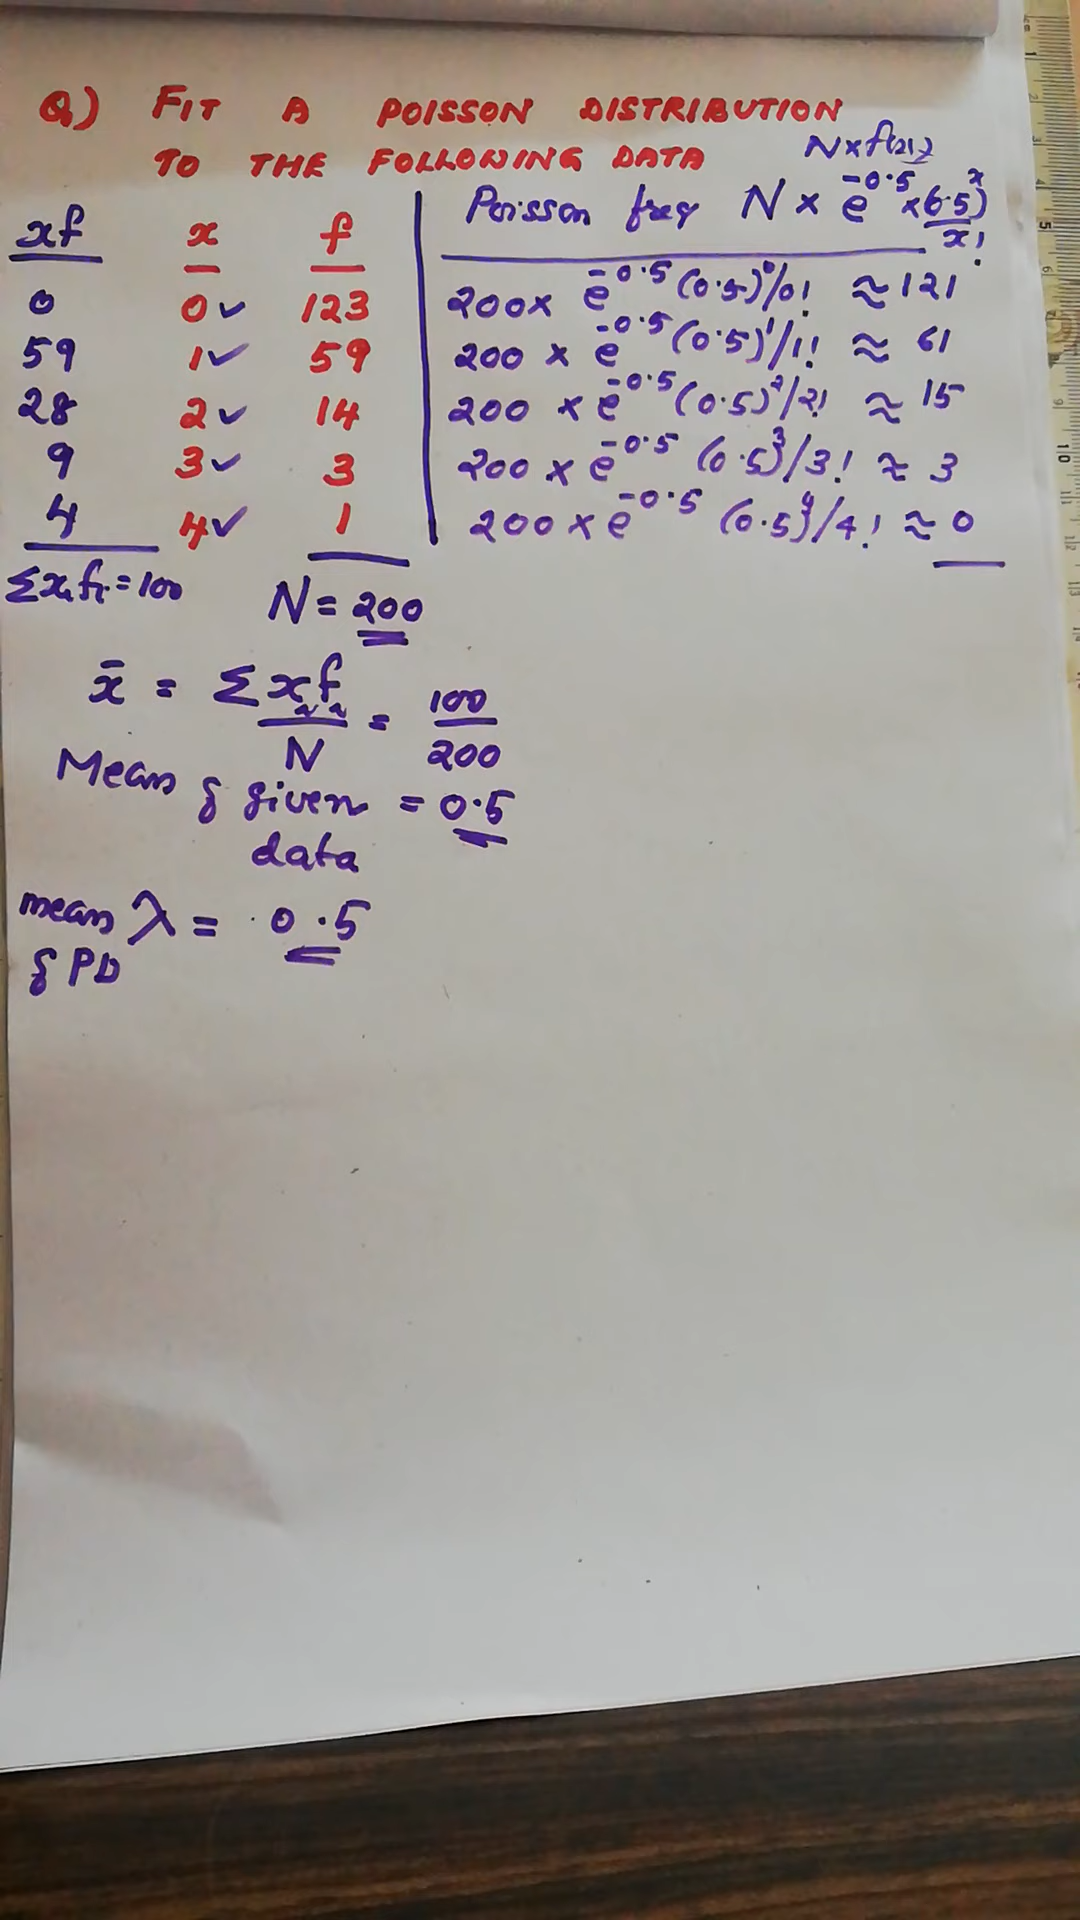 Q) FIT A POISSON DISTRIBUTION
TO THE FOLLOWING DATA
N×f(x)
xf x f Poisson freq N × e^-0.5 × (0.5)^x / x!
0 0✓ 123 200× e^-0.5 (0.5)^0/0! ≈ 121
59 1✓ 59 200 × e^-0.5 (0.5)^1/1! ≈ 61
28 2✓ 14 200 × e^-0.5 (0.5)^2/2! ≈ 15
9 3✓ 3 200 × e^-0.5 (0.5)^3/3! ≈ 3
4 4✓ 1 200 × e^-0.5 (0.5)^4/4! ≈ 0
Σxifi = 100 N = 200
x̄ = Σxifi / N = 100 / 200
Mean of given = 0.5
data
mean λ = 0.5
of PD